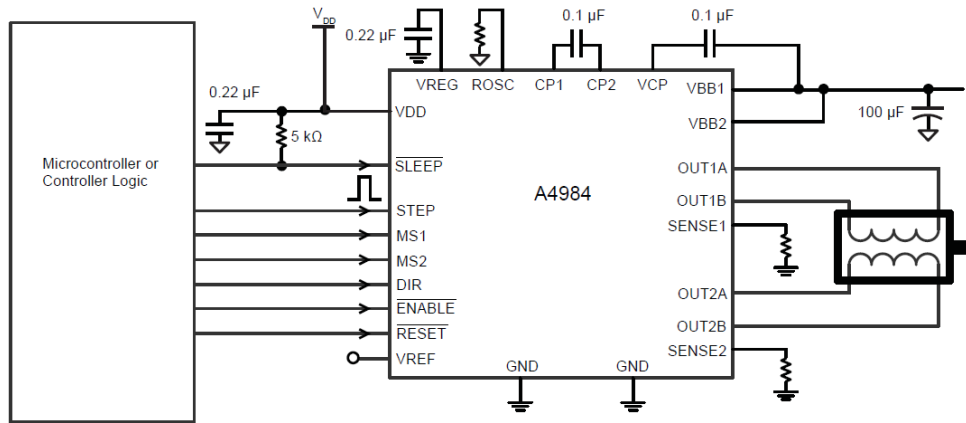 V_DD
0.22 µF
0.1 µF
0.1 µF
0.22 µF
5 kΩ
VREG
ROSC
CP1
CP2
VCP
VBB1
VDD
100 µF
VBB2
Microcontroller or
Controller Logic
SLEEP
OUT1A
A4984
OUT1B
STEP
SENSE1
MS1
MS2
DIR
OUT2A
ENABLE
OUT2B
RESET
SENSE2
VREF
GND
GND